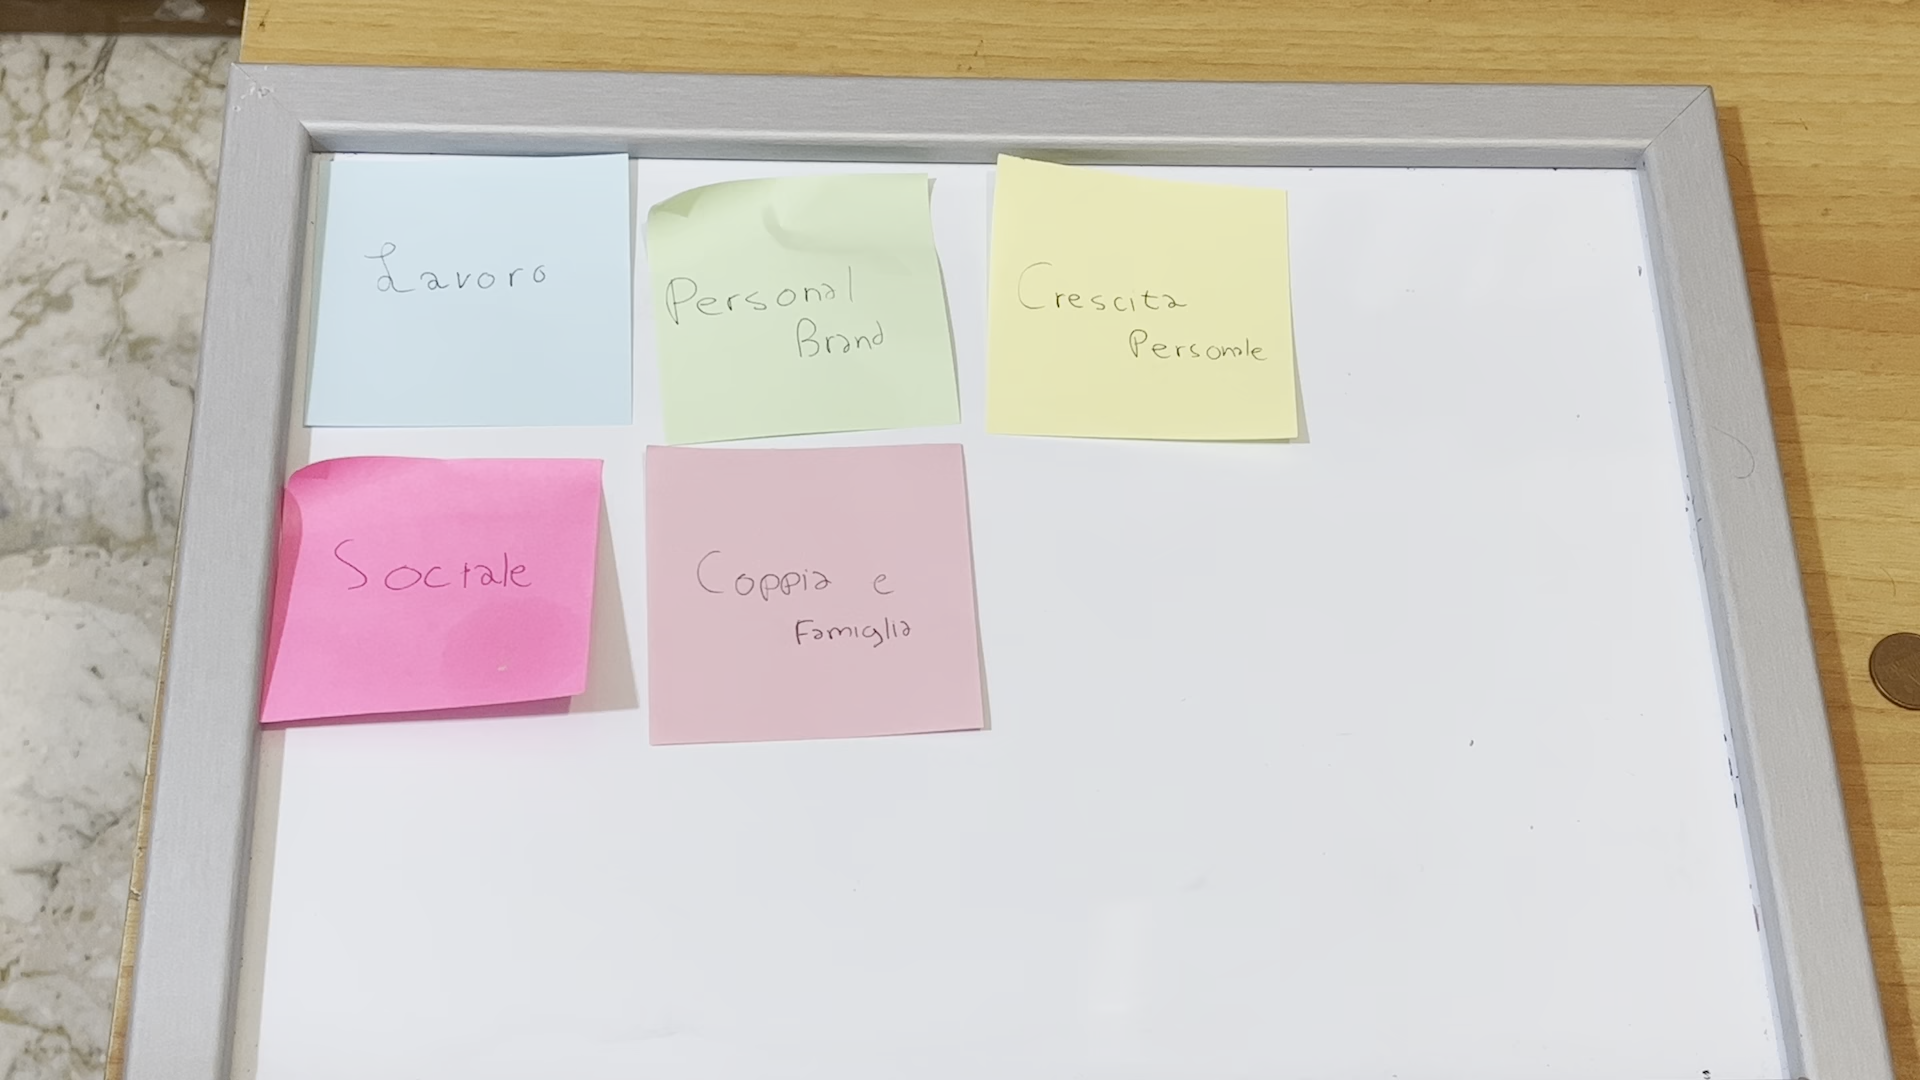 Lavoro
Personal
Brand
Crescita
Personale
Sociale
Coppia e
Famiglia